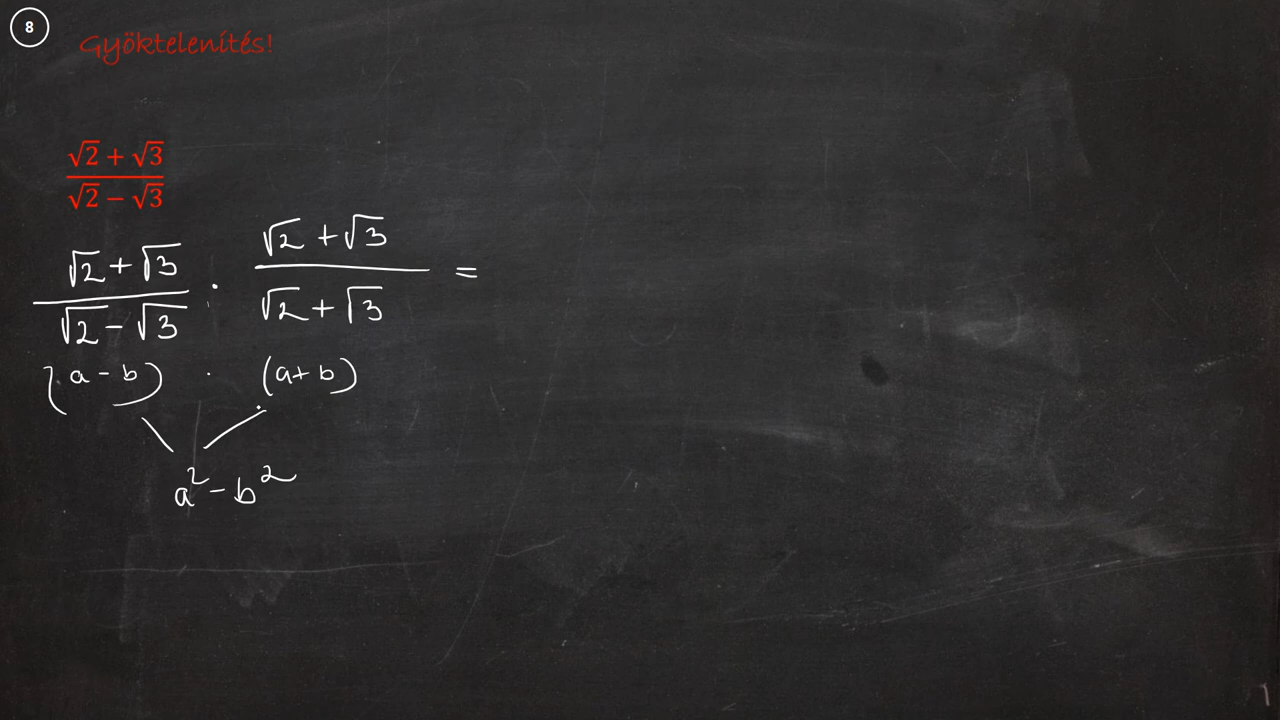 8
Gyöktelenítés!
√2 + √3
√2 − √3
√2 + √3 · √2 + √3 =
√2 − √3 √2 + √3
(a − b) · (a + b)
a² − b²